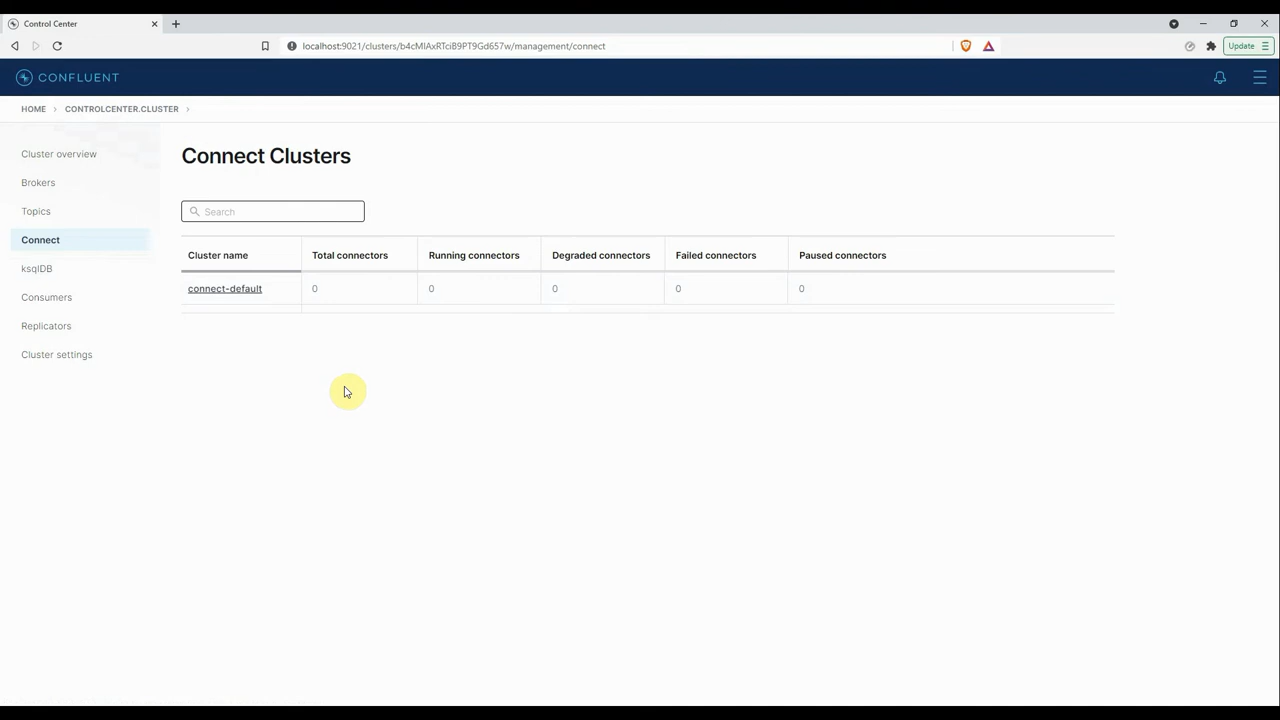 Control Center
localhost:9021/clusters/b4cMIAxRTciB9PT9Gd657w/management/connect
Update
CONFLUENT
HOME > CONTROLCENTER.CLUSTER >
Cluster overview
Brokers
Topics
Connect
ksqlDB
Consumers
Replicators
Cluster settings
Connect Clusters
Search
Cluster name Total connectors Running connectors Degraded connectors Failed connectors Paused connectors
connect-default 0 0 0 0 0